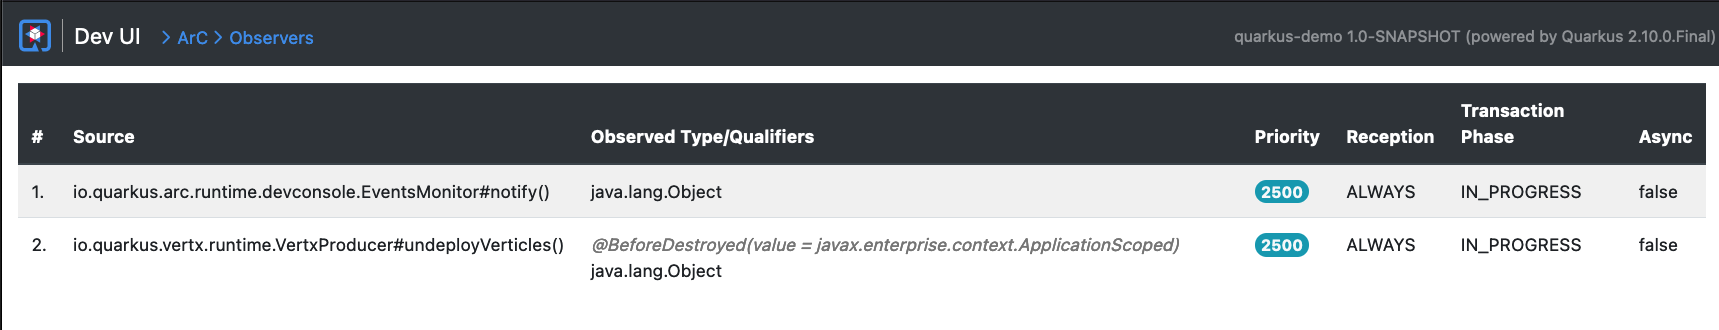 Dev UI > ArC > Observers quarkus-demo 1.0-SNAPSHOT (powered by Quarkus 2.10.0.Final)
# Source Observed Type/Qualifiers Priority Reception Transaction Phase Async
1. io.quarkus.arc.runtime.devconsole.EventsMonitor#notify() java.lang.Object 2500 ALWAYS IN_PROGRESS false
2. io.quarkus.vertx.runtime.VertxProducer#undeployVerticles() @BeforeDestroyed(value = javax.enterprise.context.ApplicationScoped) 2500 ALWAYS IN_PROGRESS false
java.lang.Object